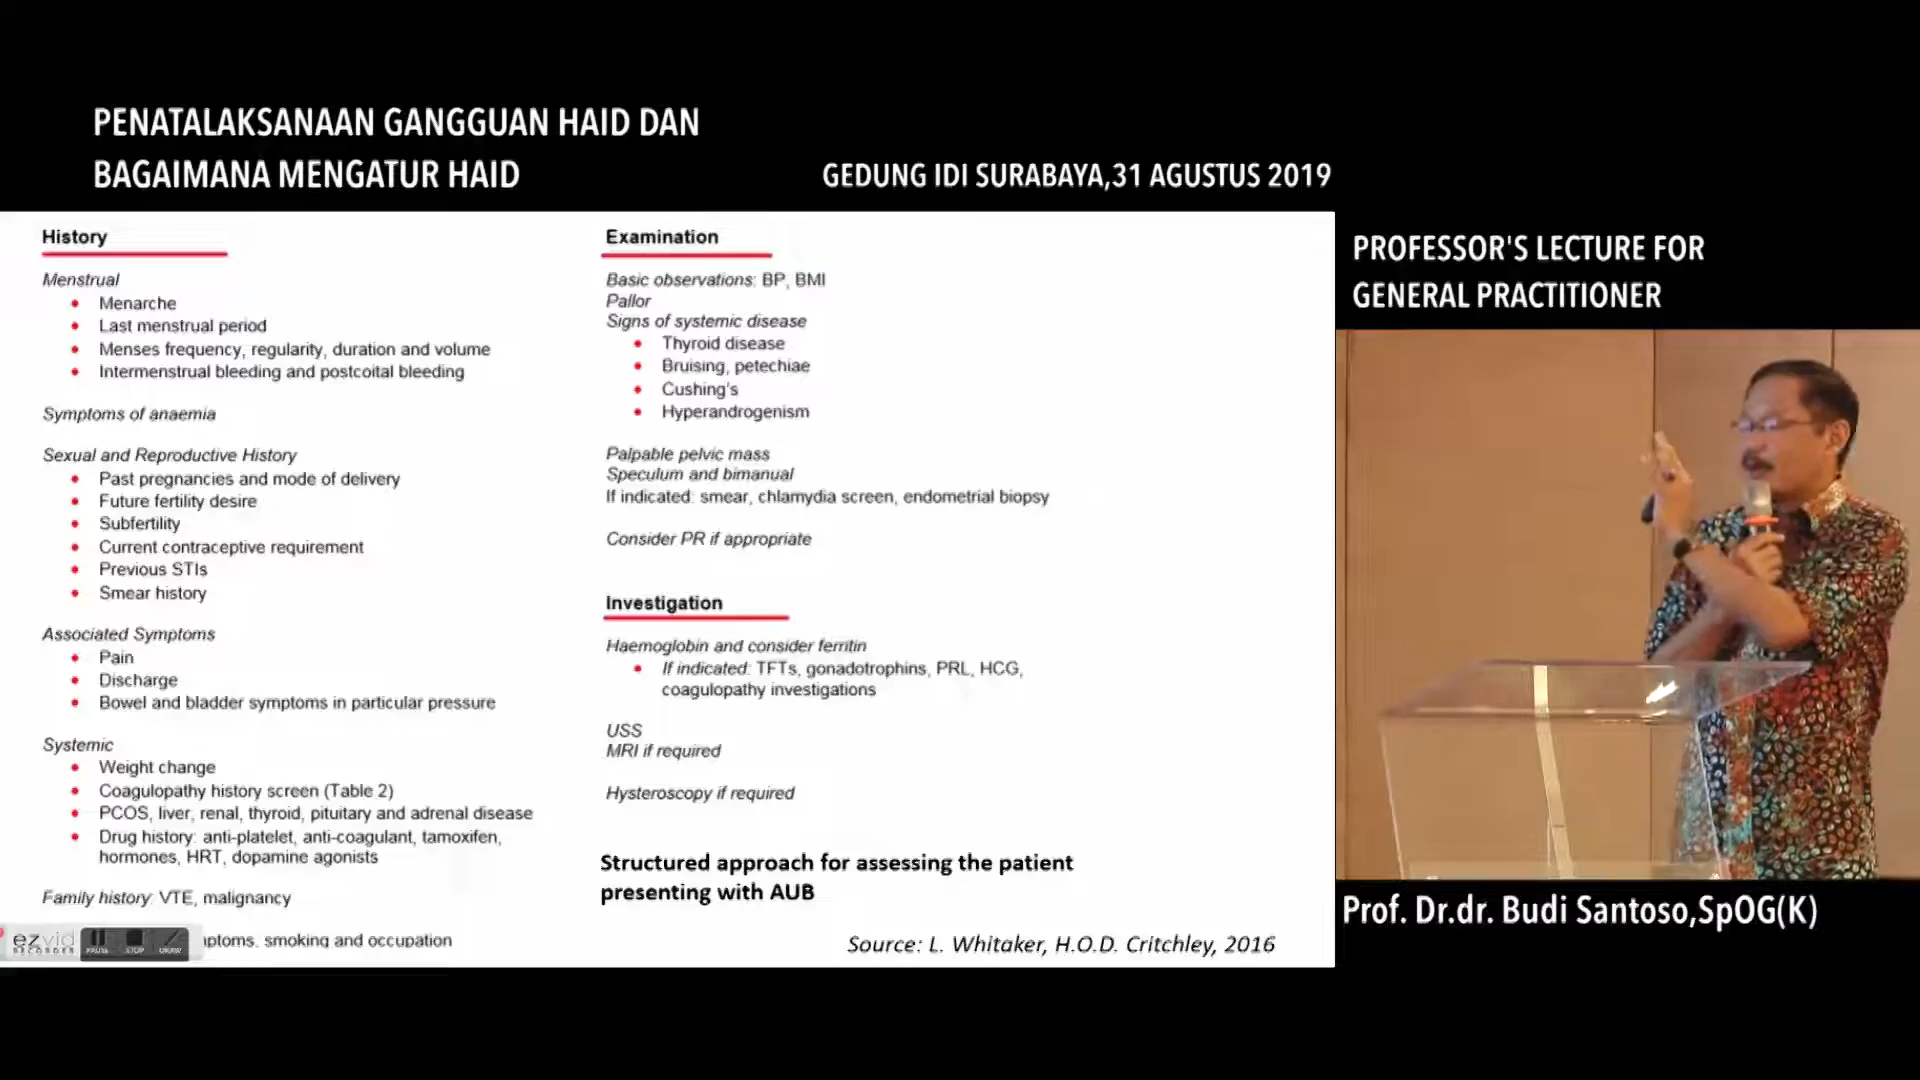 PENATALAKSANAAN GANGGUAN HAID DAN
BAGAIMANA MENGATUR HAID
GEDUNG IDI SURABAYA,31 AGUSTUS 2019
History
Menstrual
• Menarche
• Last menstrual period
• Menses frequency, regularity, duration and volume
• Intermenstrual bleeding and postcoital bleeding
Symptoms of anaemia
Sexual and Reproductive History
• Past pregnancies and mode of delivery
• Future fertility desire
• Subfertility
• Current contraceptive requirement
• Previous STIs
• Smear history
Associated Symptoms
• Pain
• Discharge
• Bowel and bladder symptoms in particular pressure
Systemic
• Weight change
• Coagulopathy history screen (Table 2)
• PCOS, liver, renal, thyroid, pituitary and adrenal disease
• Drug history: anti-platelet, anti-coagulant, tamoxifen,
hormones, HRT, dopamine agonists
Family history: VTE, malignancy
ptoms, smoking and occupation
ezvid
RECORDER
PAUSE
STOP
DRAW
Examination
Basic observations: BP, BMI
Pallor
Signs of systemic disease
• Thyroid disease
• Bruising, petechiae
• Cushing's
• Hyperandrogenism
Palpable pelvic mass
Speculum and bimanual
If indicated: smear, chlamydia screen, endometrial biopsy
Consider PR if appropriate
Investigation
Haemoglobin and consider ferritin
• If indicated: TFTs, gonadotrophins, PRL, HCG,
coagulopathy investigations
USS
MRI if required
Hysteroscopy if required
Structured approach for assessing the patient
presenting with AUB
Source: L. Whitaker, H.O.D. Critchley, 2016
PROFESSOR'S LECTURE FOR
GENERAL PRACTITIONER
Prof. Dr.dr. Budi Santoso,SpOG(K)